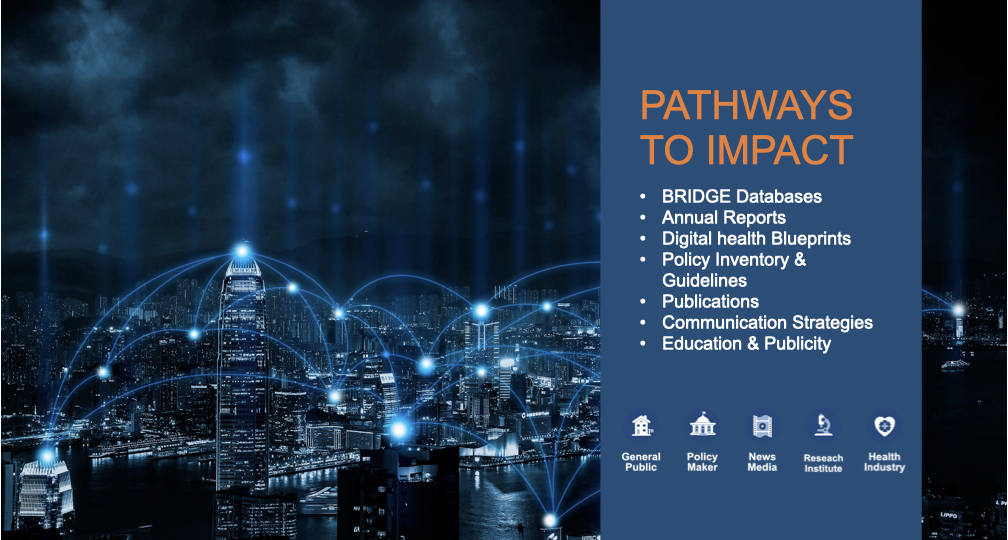 PATHWAYS
TO IMPACT
• BRIDGE Databases
• Annual Reports
• Digital health Blueprints
• Policy Inventory &
Guidelines
• Publications
• Communication Strategies
• Education & Publicity
General
Public
Policy
Maker
News
Media
Reseach
Institute
Health
Industry
LIPPO